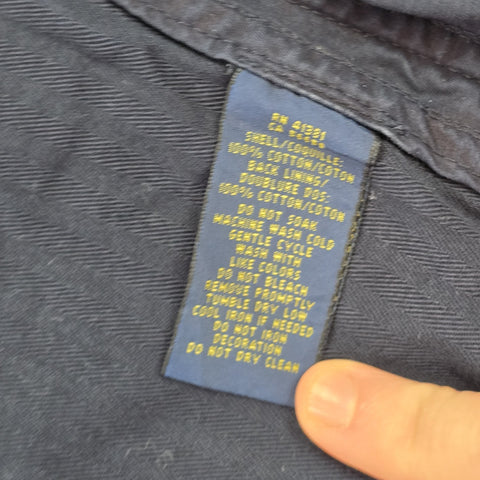 RN 41381
CA
SHELL/COQUILLE:
100% COTTON/COTON
BACK LINING/
DOUBLURE DOS:
100% COTTON/COTON
DO NOT SOAK
MACHINE WASH COLD
GENTLE CYCLE
WASH WITH
LIKE COLORS
DO NOT BLEACH
REMOVE PROMPTLY
TUMBLE DRY LOW
COOL IRON IF NEEDED
DO NOT IRON
DECORATION
DO NOT DRY CLEAN